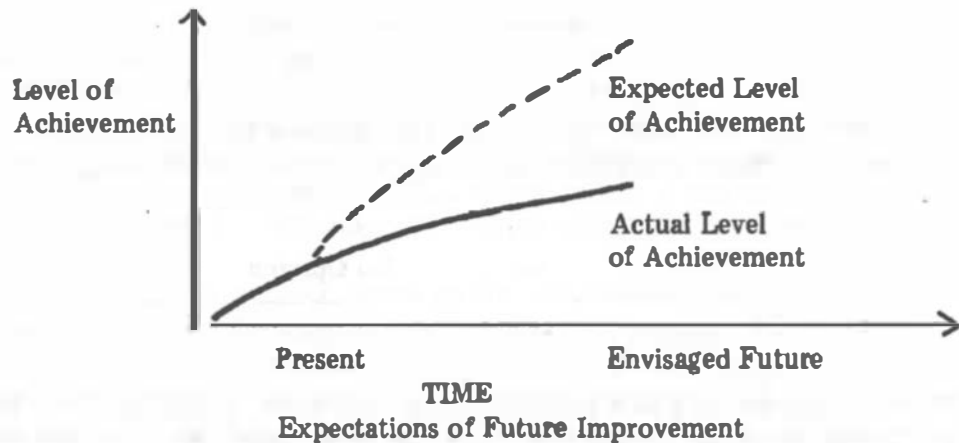 Level of
Achievement
Expected Level
of Achievement
Actual Level
of Achievement
Present
Envisaged Future
TIME
Expectations of Future Improvement